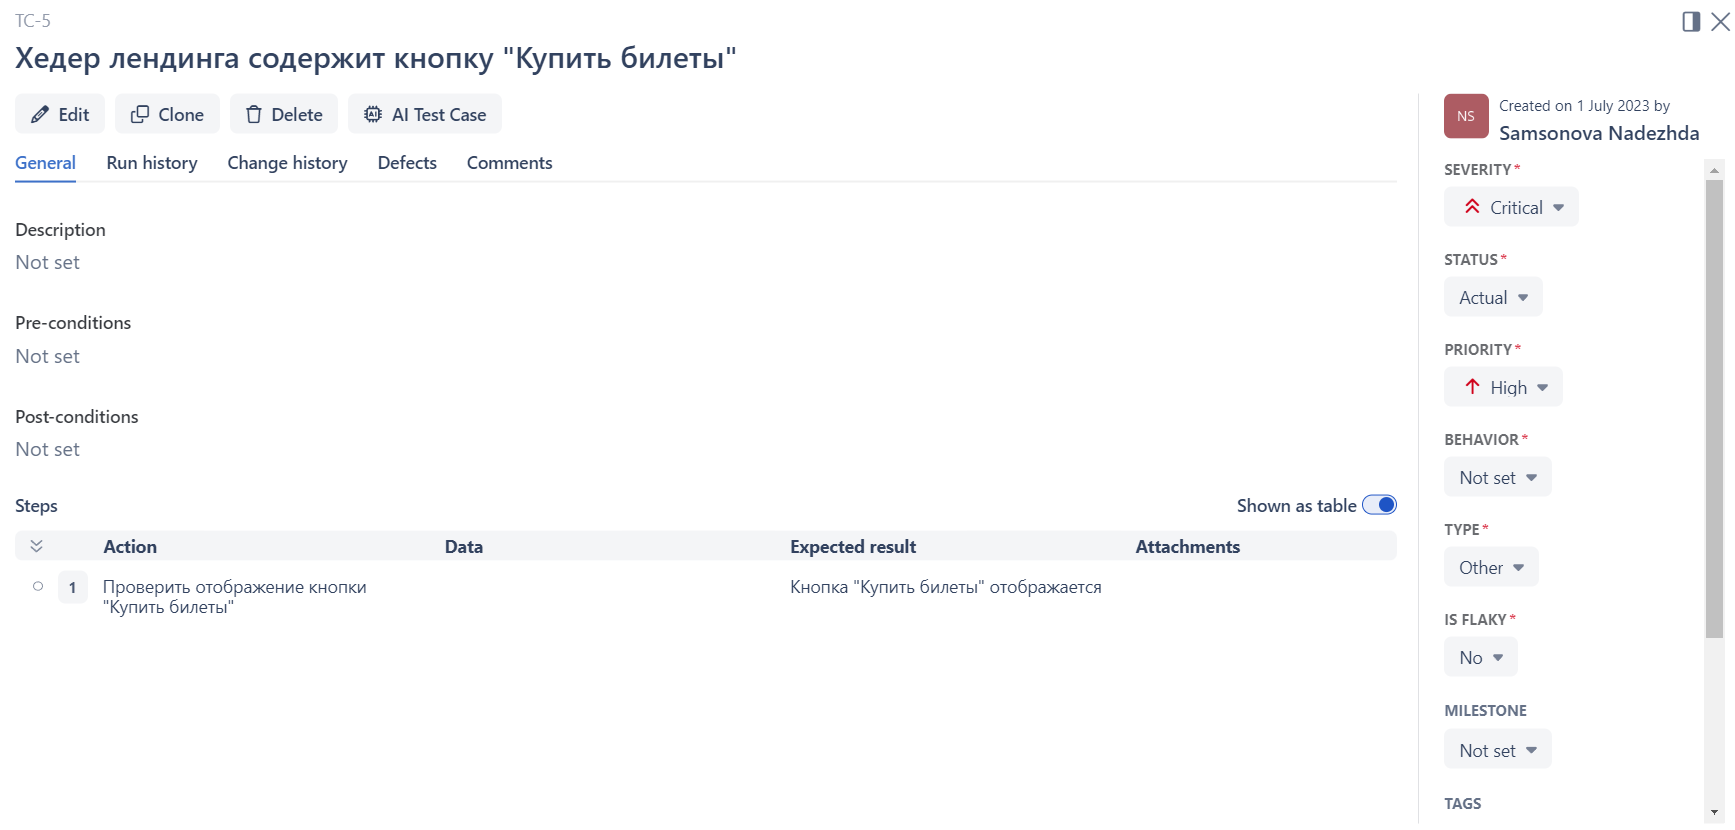 TC-5
Хедер лендинга содержит кнопку "Купить билеты"
Edit
Clone
Delete
AI Test Case
General
Run history
Change history
Defects
Comments
Description
Not set
Pre-conditions
Not set
Post-conditions
Not set
Steps
Shown as table
Action
Data
Expected result
Attachments
1
Проверить отображение кнопки
"Купить билеты"
Кнопка "Купить билеты" отображается
NS
Created on 1 July 2023 by
Samsonova Nadezhda
SEVERITY*
Critical
STATUS*
Actual
PRIORITY*
High
BEHAVIOR*
Not set
TYPE*
Other
IS FLAKY*
No
MILESTONE
Not set
TAGS